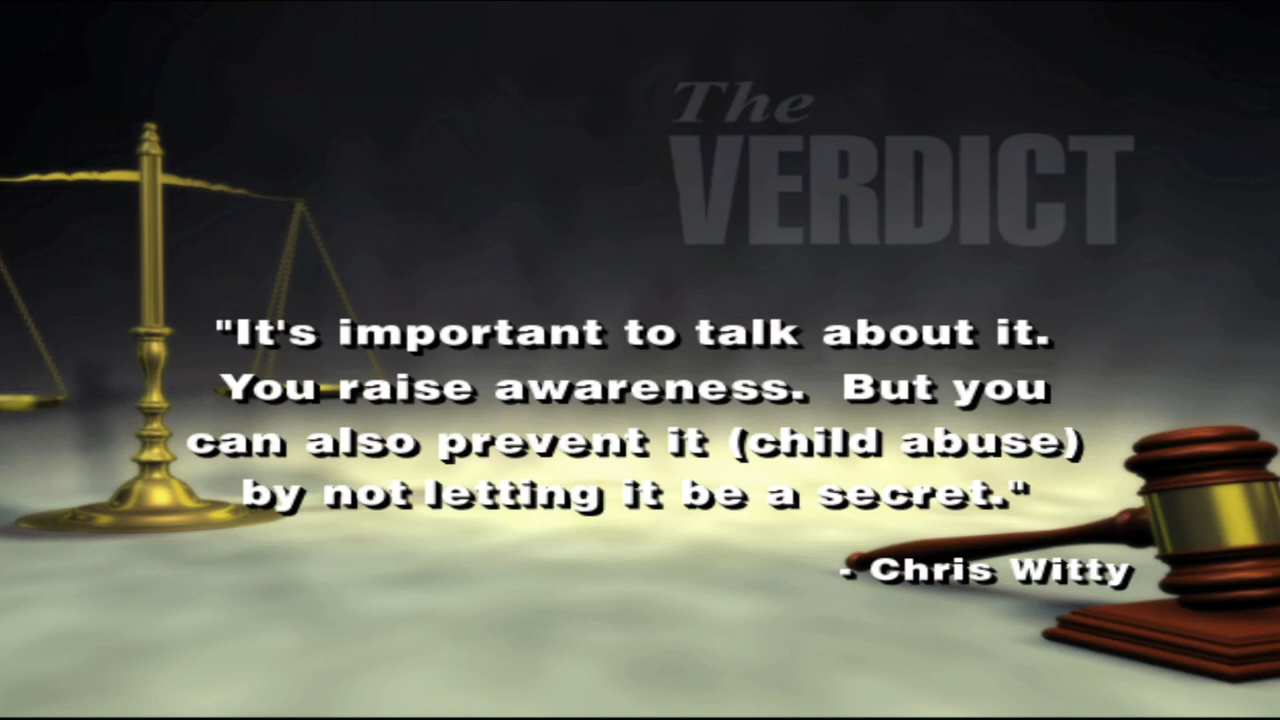 The
VERDICT
"It's important to talk about it.
You raise awareness.  But you
can also prevent it (child abuse)
by not letting it be a secret."
- Chris Witty